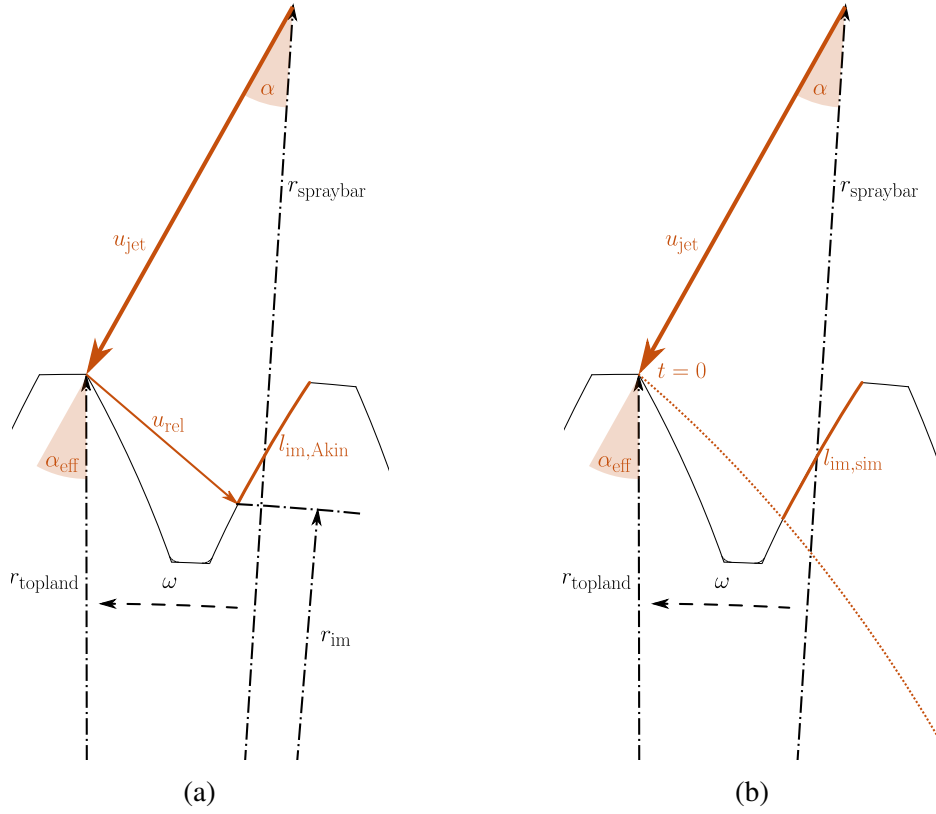 α
r_spraybar
u_jet
u_rel
α_eff
l_im,Akin
r_topland
ω
r_im
(a)
α
r_spraybar
u_jet
t = 0
α_eff
l_im,sim
r_topland
ω
(b)